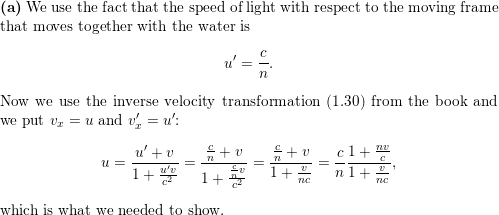 (a) We use the fact that the speed of light with respect to the moving frame
that moves together with the water is
u′ = c/n.
Now we use the inverse velocity transformation (1.30) from the book and
we put v_x = u and v′_x = u′:
u = (u′ + v)/(1 + u′v/c²) = (c/n + v)/(1 + (c/n)v/c²) = (c/n + v)/(1 + v/(nc)) = (c/n) (1 + nv/c)/(1 + v/(nc)),
which is what we needed to show.